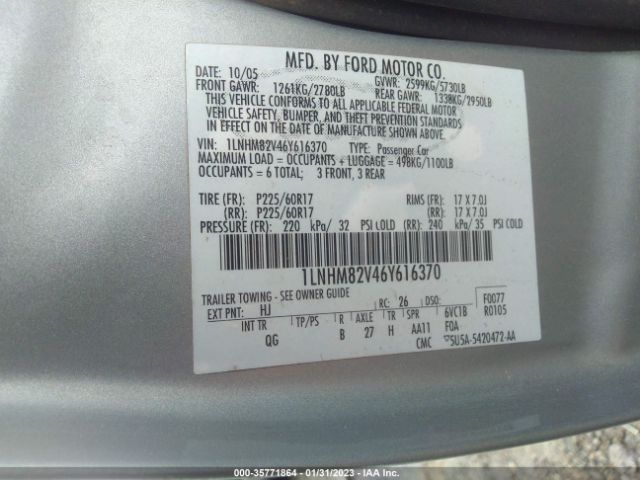 MFD. BY FORD MOTOR CO.
DATE: 10/05 GVWR: 2599KG/5730LB
FRONT GAWR: 1261KG/2780LB REAR GAWR: 1338KG/2950LB
THIS VEHICLE CONFORMS TO ALL APPLICABLE FEDERAL MOTOR
VEHICLE SAFETY, BUMPER, AND THEFT PREVENTION STANDARDS
IN EFFECT ON THE DATE OF MANUFACTURE SHOWN ABOVE.
VIN: 1LNHM82V46Y616370 TYPE: Passenger Car
MAXIMUM LOAD = OCCUPANTS + LUGGAGE = 498KG/1100LB
OCCUPANTS = 6 TOTAL; 3 FRONT, 3 REAR
TIRE (FR): P225/60R17 RIMS (FR): 17 X 7.0J
(RR): P225/60R17 (RR): 17 X 7.0J
PRESSURE (FR): 220 kPa/ 32 PSI COLD (RR): 240 kPa/ 35 PSI COLD
1LNHM82V46Y616370
TRAILER TOWING - SEE OWNER GUIDE
EXT PNT: HJ RC: 26 DSO: F0077
INT TR TP/PS R AXLE TR SPR 6VC1B R0105
QG B 27 H AA11 FOA
CMC 5U5A-5420472-AA
000-35771864 / 01/31/2023 - IAA Inc.